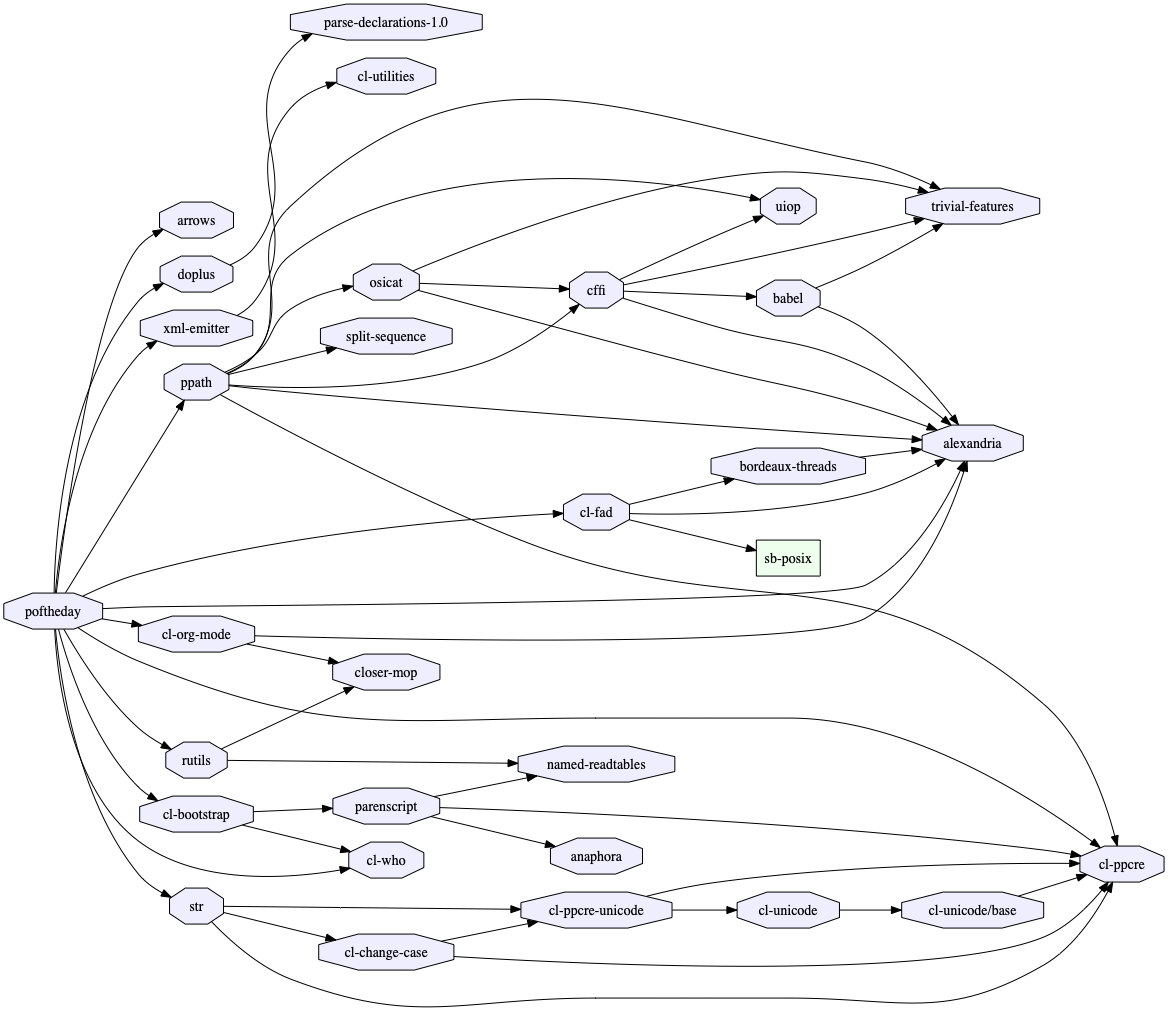 parse-declarations-1.0
cl-utilities
arrows
uiop
trivial-features
doplus
osicat
cffi
babel
xml-emitter
split-sequence
ppath
alexandria
bordeaux-threads
cl-fad
sb-posix
poftheday
cl-org-mode
closer-mop
rutils
named-readtables
cl-bootstrap
parenscript
cl-who
anaphora
cl-ppcre
str
cl-ppcre-unicode
cl-unicode
cl-unicode/base
cl-change-case